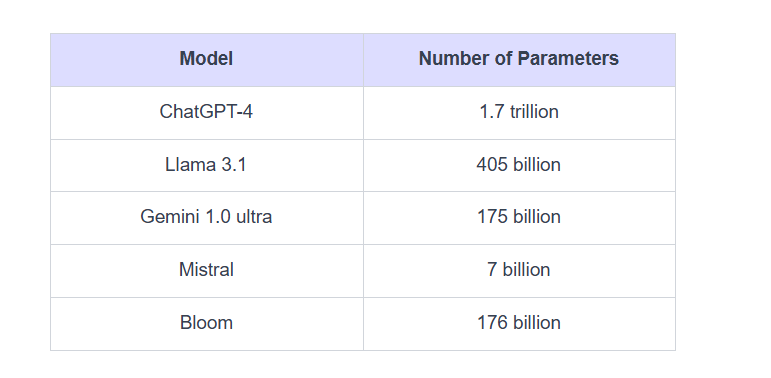 Model Number of Parameters
ChatGPT-4 1.7 trillion
Llama 3.1 405 billion
Gemini 1.0 ultra 175 billion
Mistral 7 billion
Bloom 176 billion